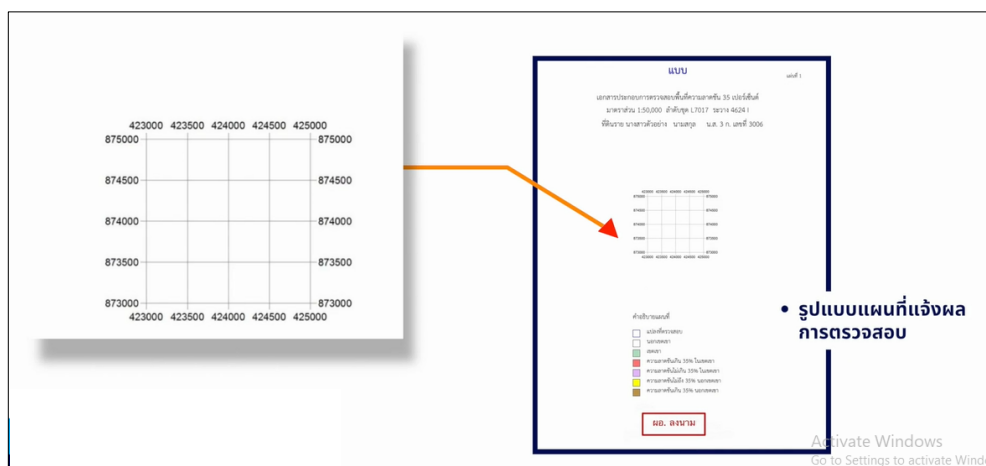 423000 423500 424000 424500 425000
875000 875000
874500 874500
874000 874000
873500 873500
873000 873000
423000 423500 424000 424500 425000
แบบ
แผ่นที่ 1
เอกสารประกอบการตรวจสอบพื้นที่ความลาดชัน 35 เปอร์เซ็นต์
มาตราส่วน 1:50,000 ลำดับชุด L7017 ระวาง 4624 I
ที่ดินราย นางสาวตัวอย่าง นามสกุล น.ส. 3 ก. เลขที่ 3006
คำอธิบายแผนที่
แปลงที่ตรวจสอบ
นอกเขตเขา
เขตเขา
ความลาดชันเกิน 35% ในเขตเขา
ความลาดชันไม่เกิน 35% ในเขตเขา
ความลาดชันไม่ถึง 35% นอกเขตเขา
ความลาดชันเกิน 35% นอกเขตเขา
ผอ. ลงนาม
• รูปแบบแผนที่แจ้งผล
การตรวจสอบ
Activate Windows
Go to Settings to activate Wind